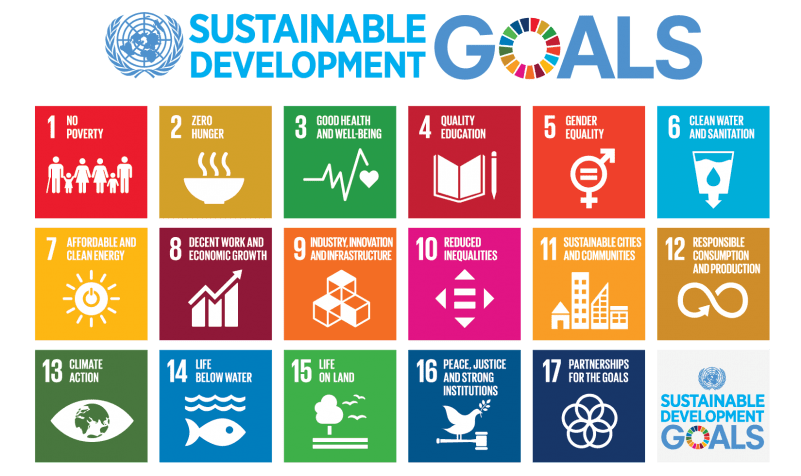 SUSTAINABLE
DEVELOPMENT
GOALS
1 NO
POVERTY
2 ZERO
HUNGER
3 GOOD HEALTH
AND WELL-BEING
4 QUALITY
EDUCATION
5 GENDER
EQUALITY
6 CLEAN WATER
AND SANITATION
7 AFFORDABLE AND
CLEAN ENERGY
8 DECENT WORK AND
ECONOMIC GROWTH
9 INDUSTRY, INNOVATION
AND INFRASTRUCTURE
10 REDUCED
INEQUALITIES
11 SUSTAINABLE CITIES
AND COMMUNITIES
12 RESPONSIBLE
CONSUMPTION
AND PRODUCTION
13 CLIMATE
ACTION
14 LIFE
BELOW WATER
15 LIFE
ON LAND
16 PEACE, JUSTICE
AND STRONG
INSTITUTIONS
17 PARTNERSHIPS
FOR THE GOALS
SUSTAINABLE
DEVELOPMENT
GOALS